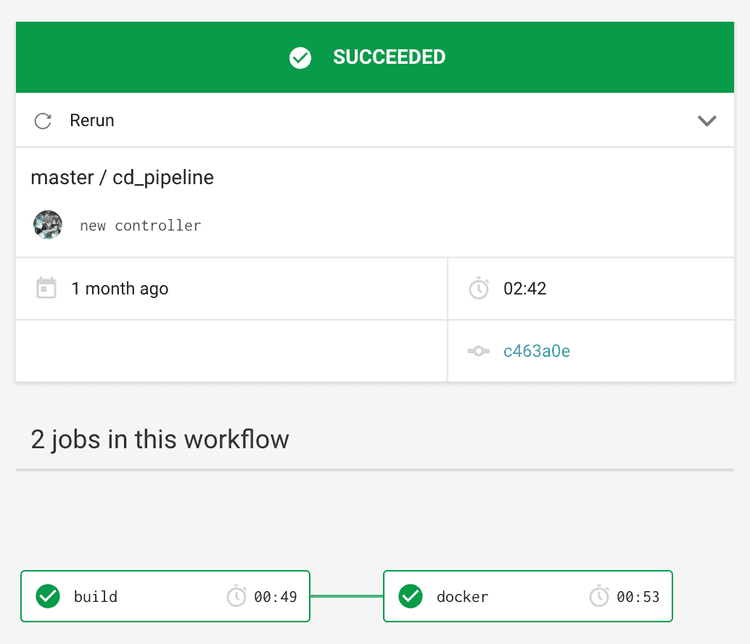 SUCCEEDED
Rerun
master / cd_pipeline
new controller
1 month ago
02:42
c463a0e
2 jobs in this workflow
build 00:49
docker 00:53